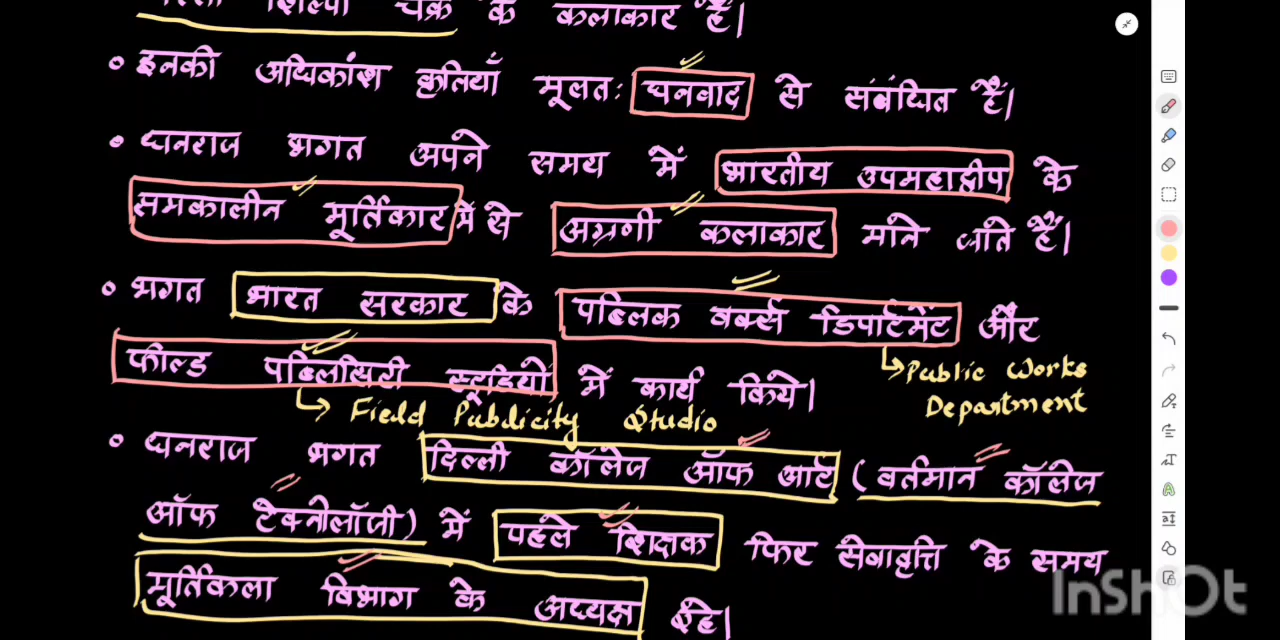 शिल्पी चक्र के कलाकार हैं।
• इनकी अधिकांश कृतियाँ मूलतः घनवाद से संबंधित हैं।
• धनराज भगत अपने समय में भारतीय उपमहाद्वीप के
समकालीन मूर्तिकार में से अग्रणी कलाकार माने जाते हैं।
• भगत भारत सरकार के पब्लिक वर्क्स डिपार्टमेंट और
फील्ड पब्लिसिटी स्टूडियो में कार्य किये।
Public Works
Department
Field Publicity Studio
• धनराज भगत दिल्ली कॉलेज ऑफ आर्ट (वर्तमान कॉलेज
ऑफ टेक्नोलॉजी) में पहले शिक्षक फिर सेवावृत्ति के समय
मूर्तिकला विभाग के अध्यक्ष रहे।
InShOt